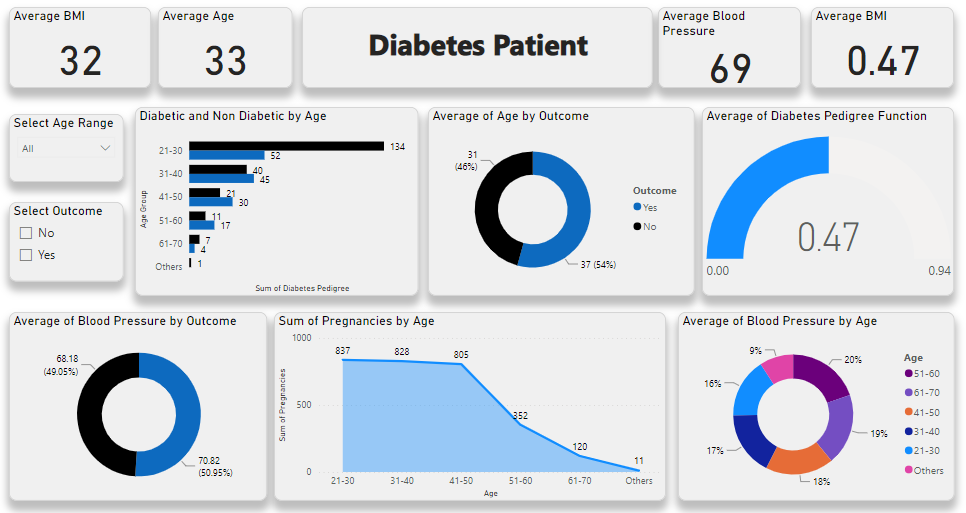 Average BMI
32
Average Age
33
Diabetes Patient
Average Blood
Pressure
69
Average BMI
0.47
Select Age Range
All
Select Outcome
No
Yes
Diabetic and Non Diabetic by Age
Age Group
21-30
134
52
31-40
40
45
41-50
21
30
51-60
11
17
61-70
7
4
Others
1
Sum of Diabetes Pedigree
Average of Age by Outcome
31
(46%)
37 (54%)
Outcome
Yes
No
Average of Diabetes Pedigree Function
0.47
0.00
0.94
Average of Blood Pressure by Outcome
68.18
(49.05%)
70.82
(50.95%)
Sum of Pregnancies by Age
Sum of Pregnancies
1000
500
0
837
828
805
352
120
11
21-30
31-40
41-50
51-60
61-70
Others
Age
Average of Blood Pressure by Age
9%
20%
16%
19%
17%
18%
Age
51-60
61-70
41-50
31-40
21-30
Others